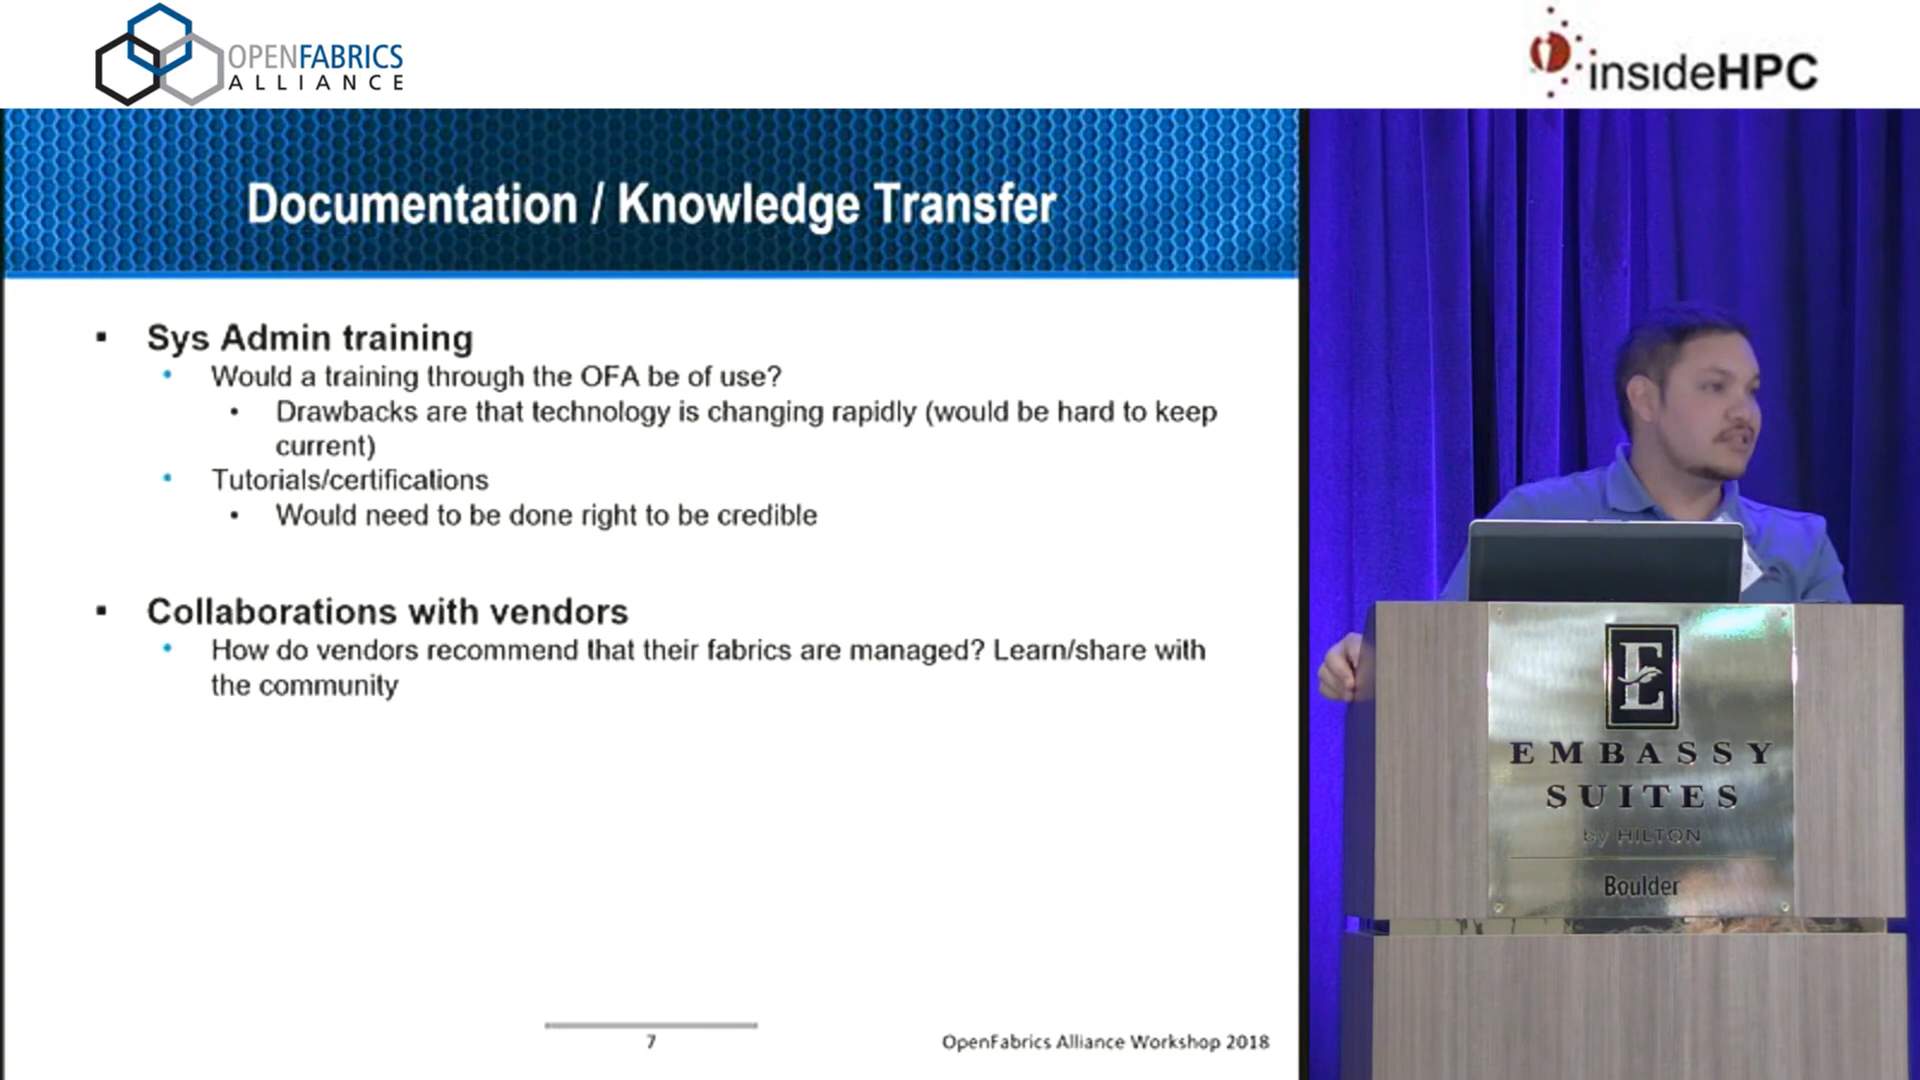 OPENFABRICS
ALLIANCE
insideHPC
Documentation / Knowledge Transfer
▪ Sys Admin training
• Would a training through the OFA be of use?
• Drawbacks are that technology is changing rapidly (would be hard to keep
current)
• Tutorials/certifications
• Would need to be done right to be credible
▪ Collaborations with vendors
• How do vendors recommend that their fabrics are managed? Learn/share with
the community
7
OpenFabrics Alliance Workshop 2018
E
EMBASSY
SUITES
by HILTON
Boulder